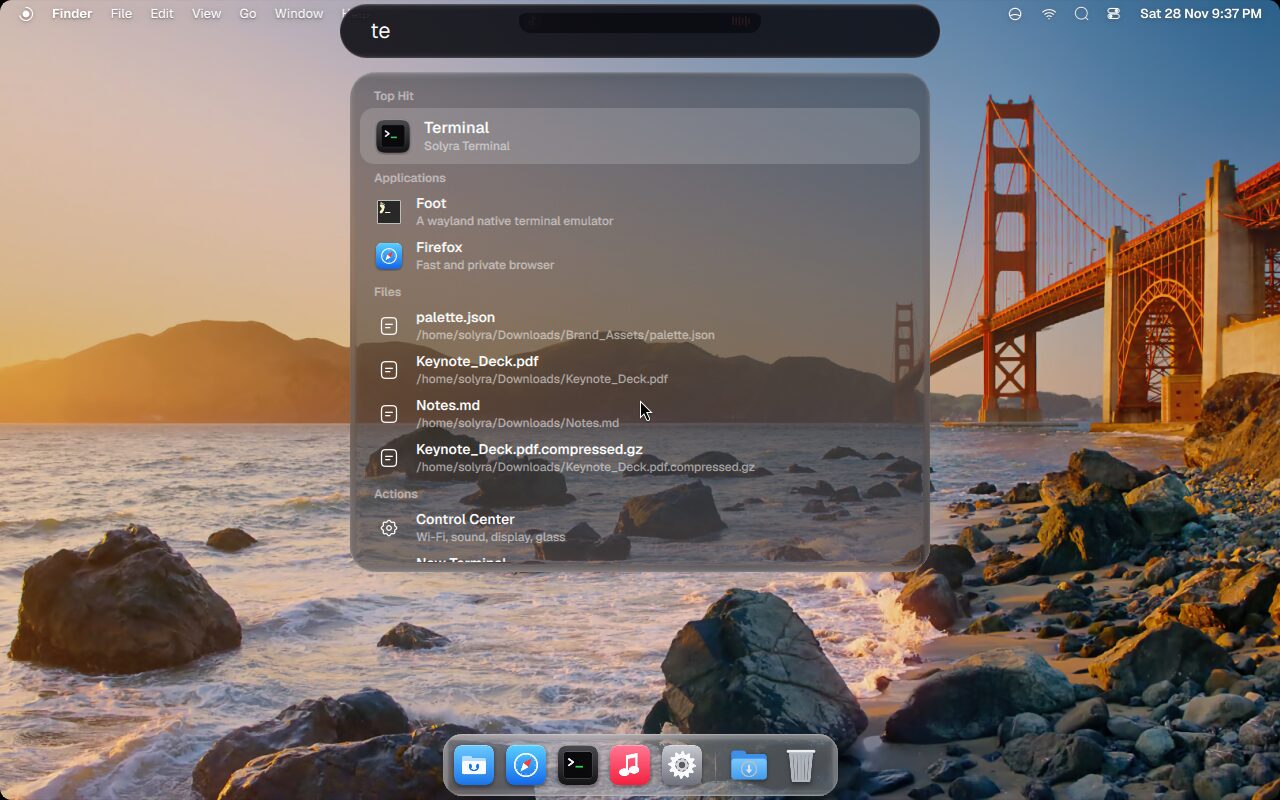 Finder File Edit View Go Window
Sat 28 Nov 9:37 PM
te
Top Hit
Terminal
Solyra Terminal
Applications
Foot
A wayland native terminal emulator
Firefox
Fast and private browser
Files
palette.json
/home/solyra/Downloads/Brand_Assets/palette.json
Keynote_Deck.pdf
/home/solyra/Downloads/Keynote_Deck.pdf
Notes.md
/home/solyra/Downloads/Notes.md
Keynote_Deck.pdf.compressed.gz
/home/solyra/Downloads/Keynote_Deck.pdf.compressed.gz
Actions
Control Center
Wi-Fi, sound, display, glass
New Terminal